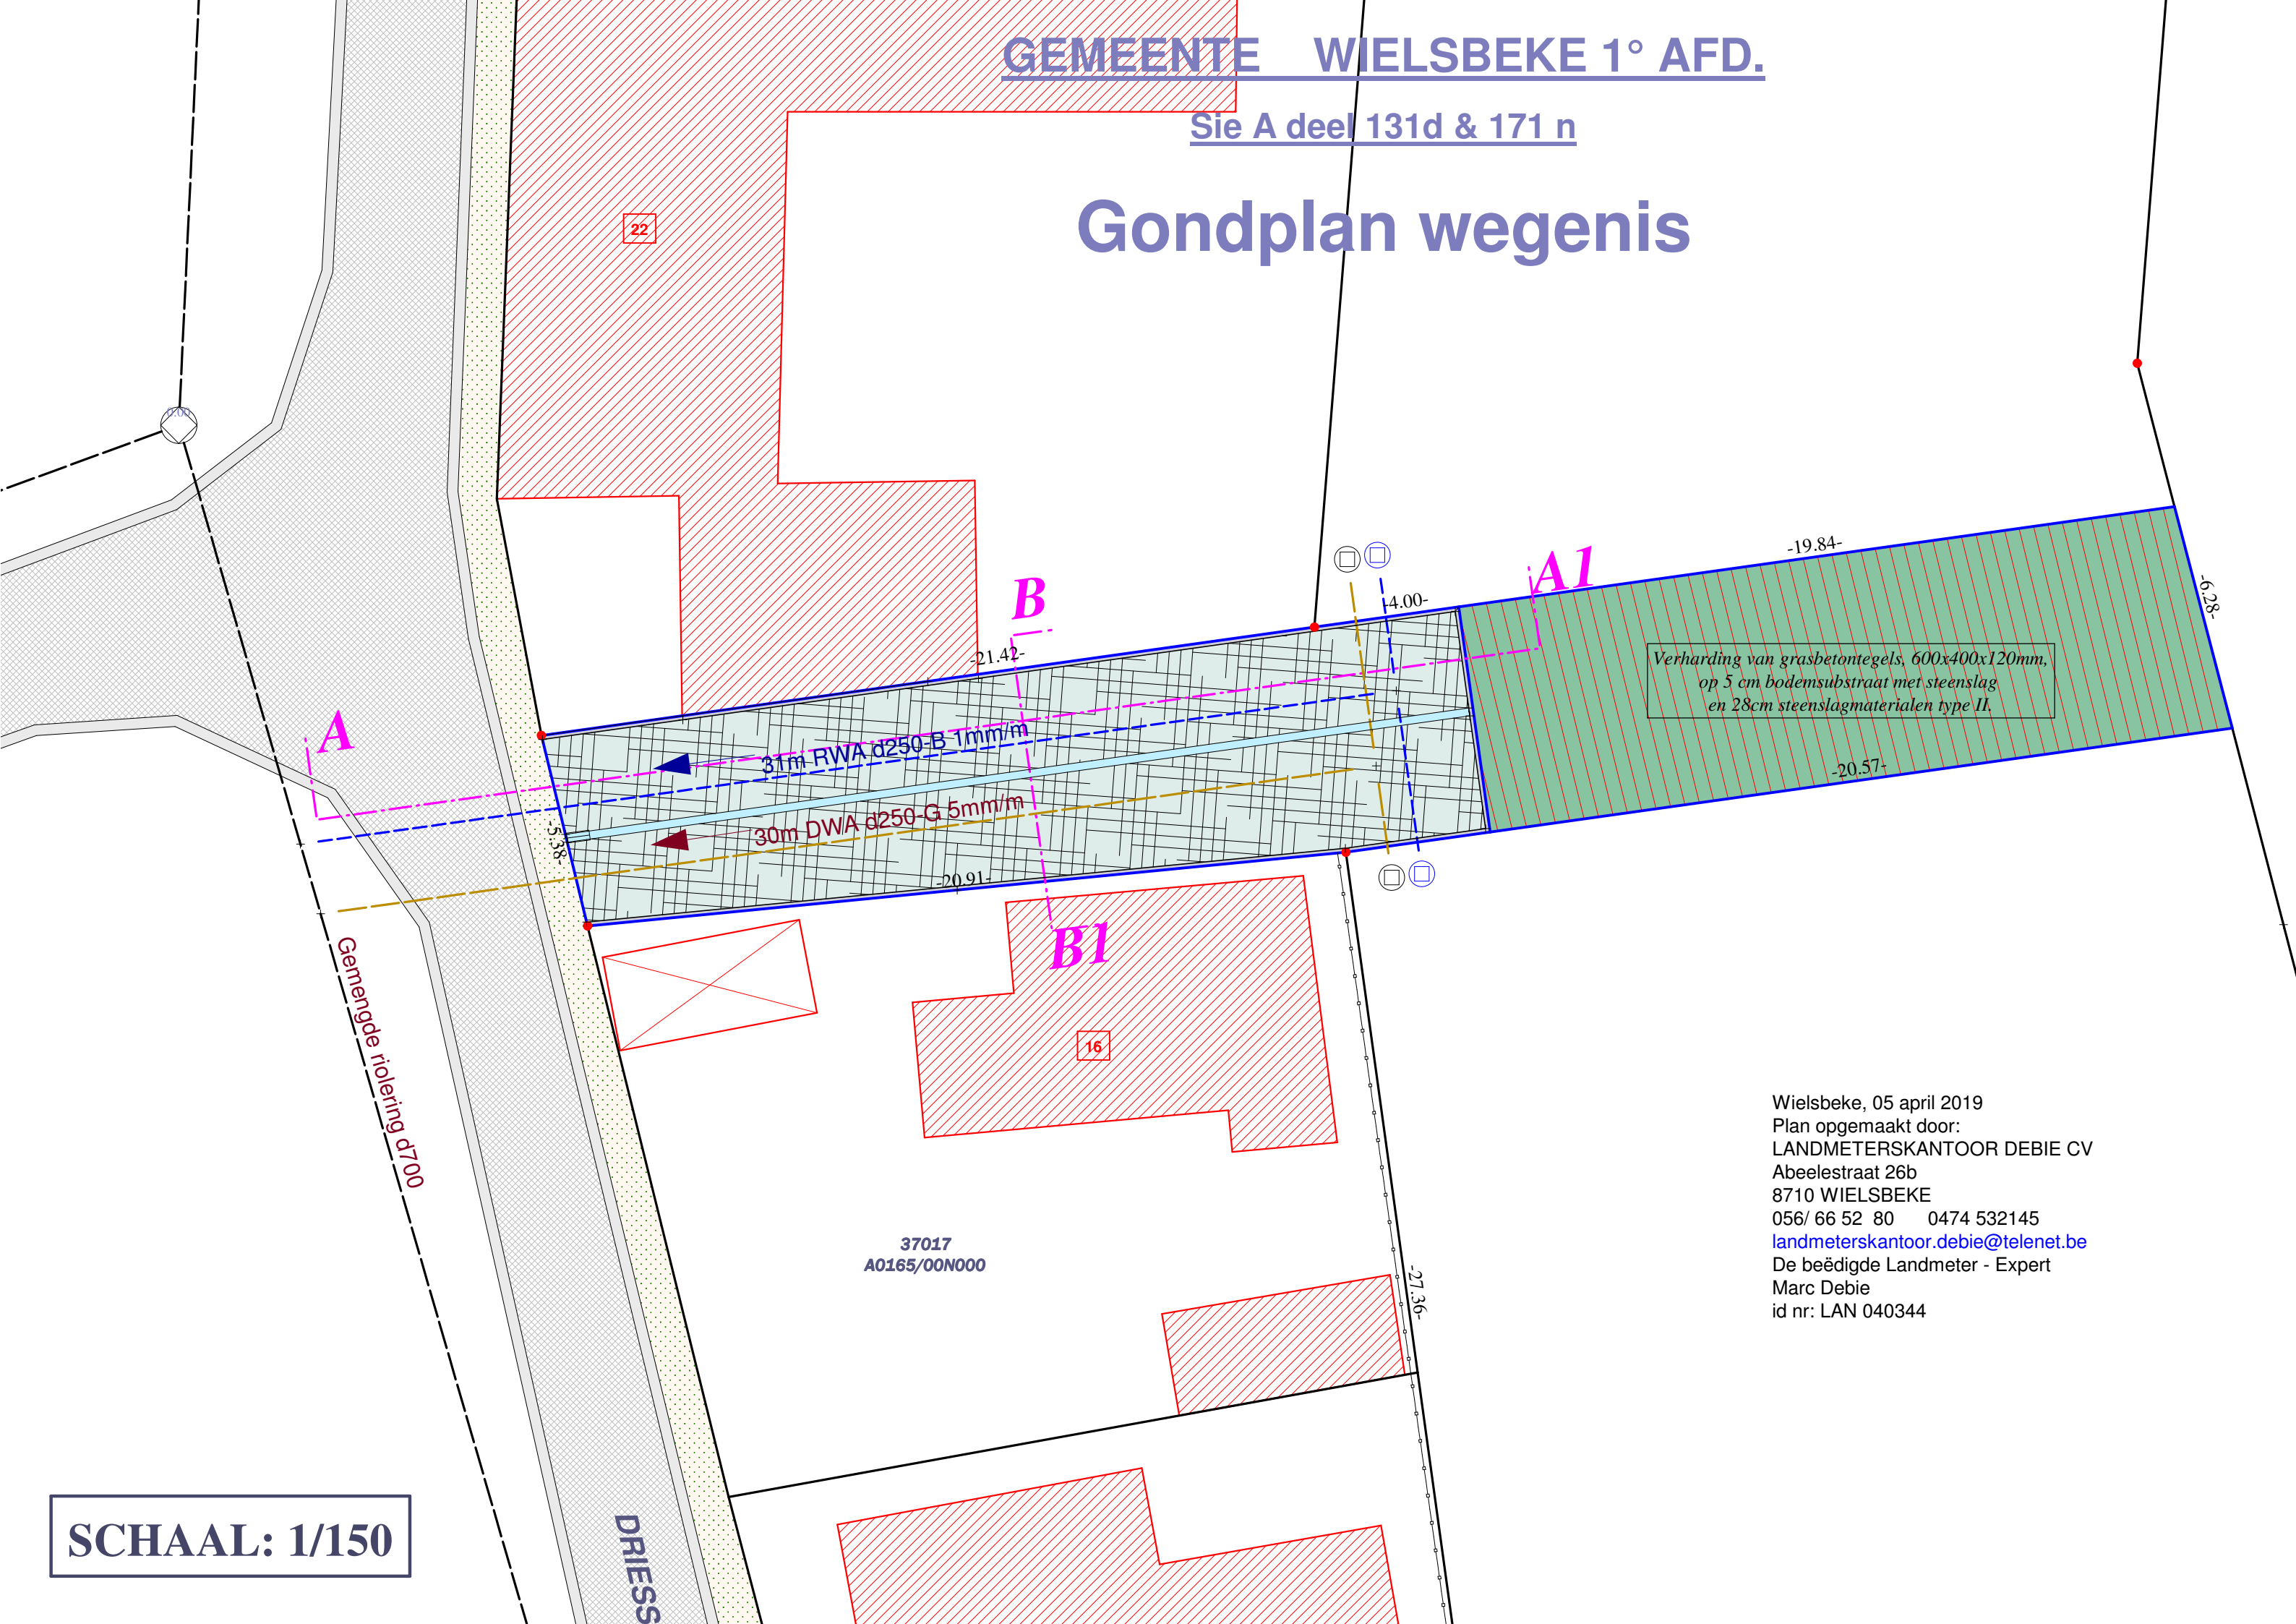 GEMEENTE WIELSBEKE 1° AFD.
Sie A deel 131d & 171 n
Gondplan wegenis
22
0.00
A1
-19.84-
-6.28-
B
-4.00-
-21.42-
Verharding van grasbetontegels, 600x400x120mm,
op 5 cm bodemsubstraat met steenslag
en 28cm steenslagmaterialen type II.
A
31m RWA d250-B 1mm/m
-20.57-
30m DWA d250-G 5mm/m
-5.38-
-20.91-
B1
Gemengde riolering d700
16
37017
A0165/00N000
-27.36-
Wielsbeke, 05 april 2019
Plan opgemaakt door:
LANDMETERSKANTOOR DEBIE CV
Abeelestraat 26b
8710 WIELSBEKE
056/ 66 52 80 0474 532145
landmeterskantoor.debie@telenet.be
De beëdigde Landmeter - Expert
Marc Debie
id nr: LAN 040344
SCHAAL: 1/150
DRIESS